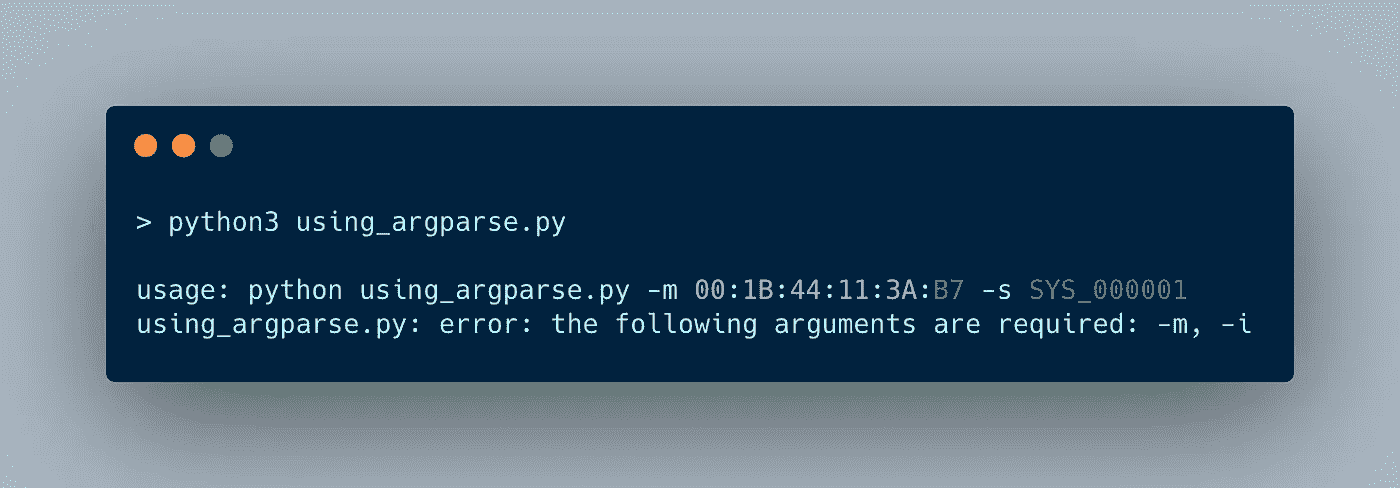 > python3 using_argparse.py
usage: python using_argparse.py -m 00:1B:44:11:3A:B7 -s SYS_000001
using_argparse.py: error: the following arguments are required: -m, -i